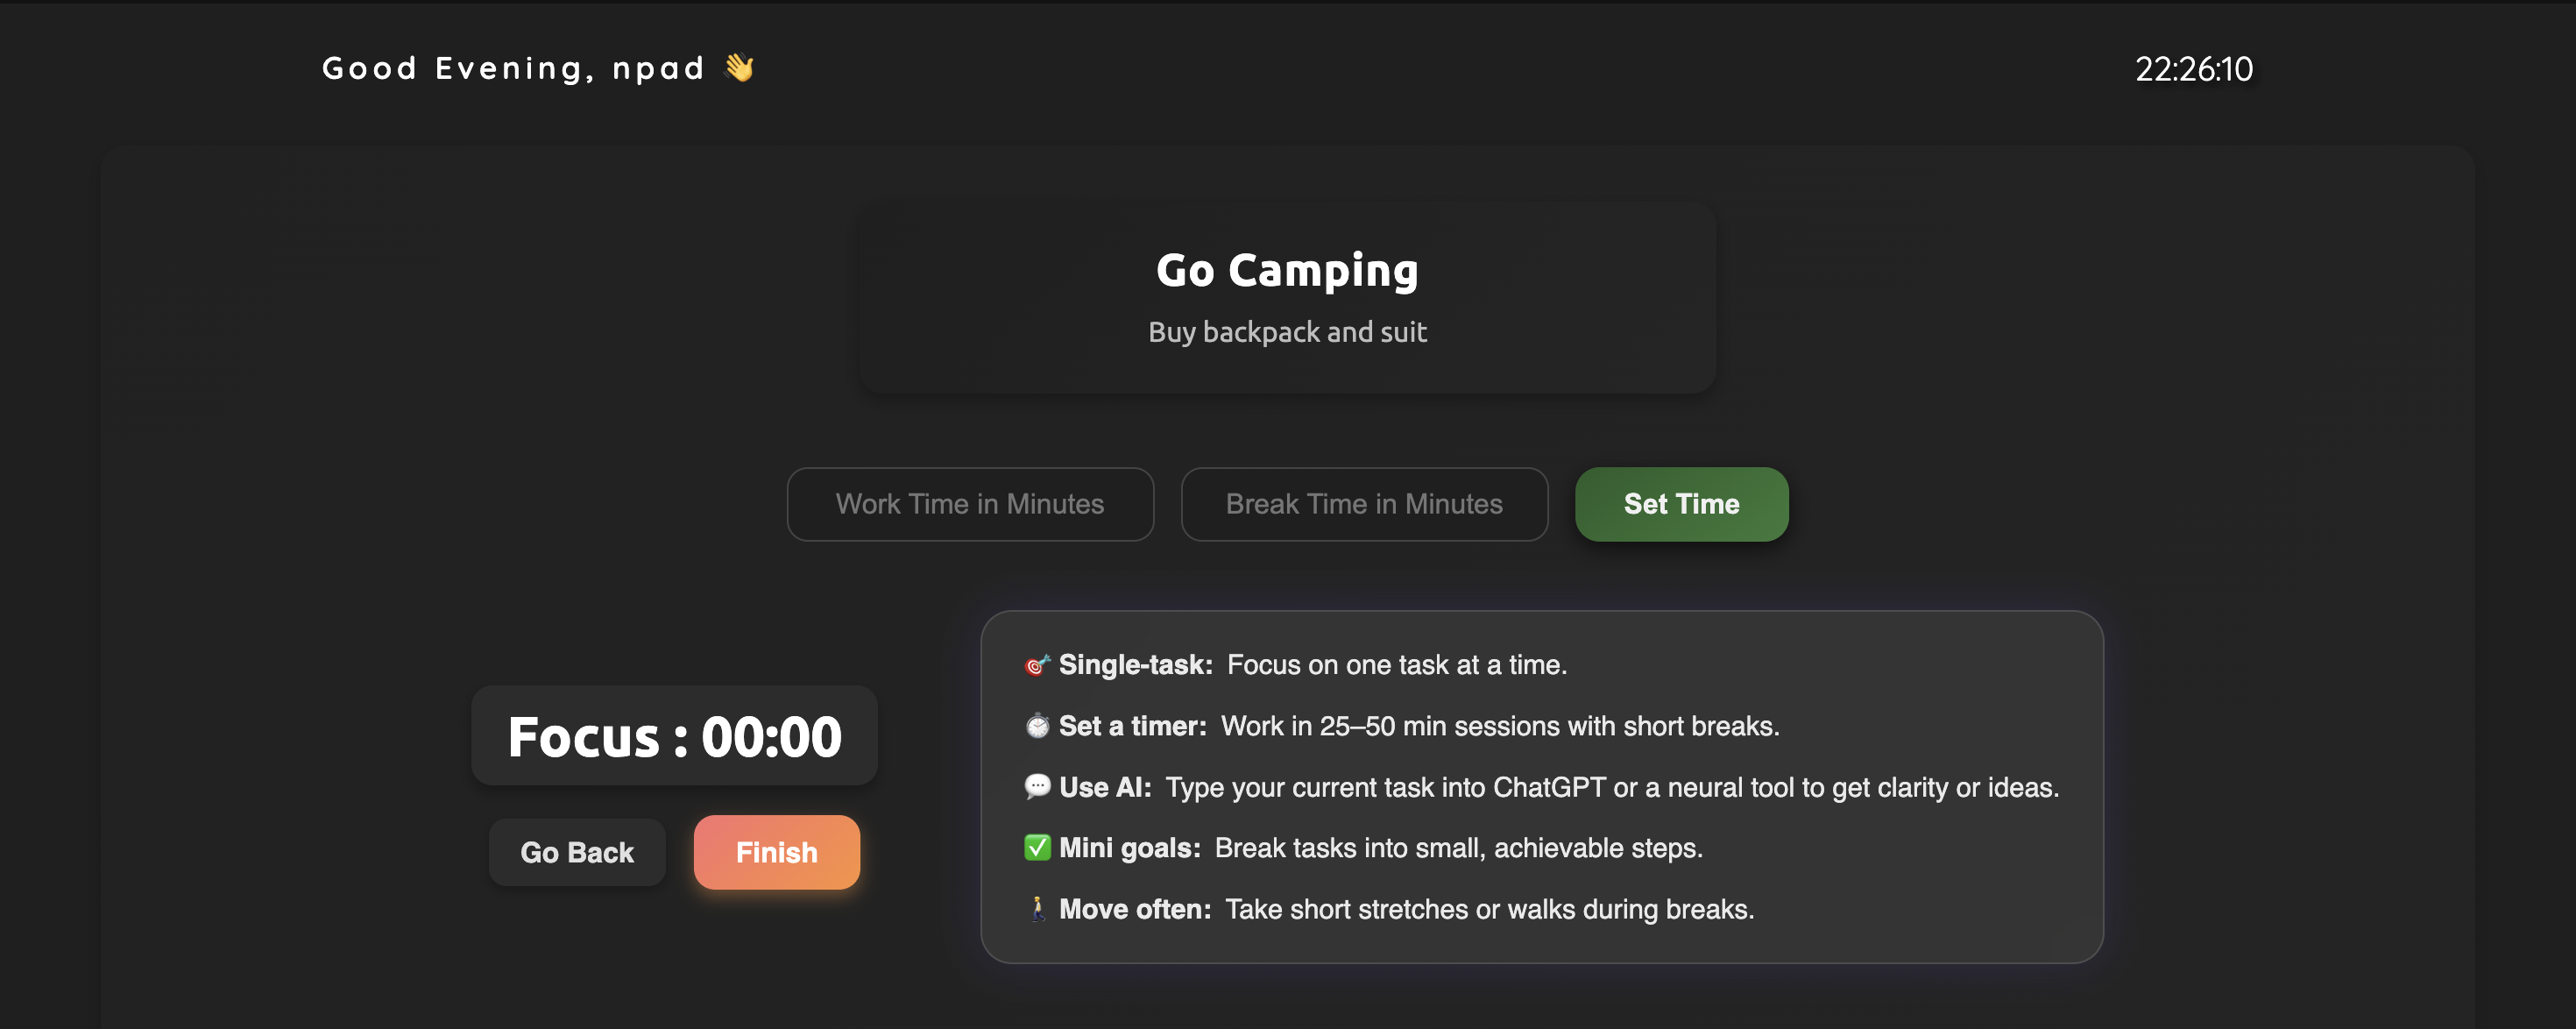 Good Evening, npad 👋
22:26:10
Go Camping
Buy backpack and suit
Work Time in Minutes
Break Time in Minutes
Set Time
Focus : 00:00
Go Back
Finish
🎯 Single-task: Focus on one task at a time.
⏱️ Set a timer: Work in 25–50 min sessions with short breaks.
💬 Use AI: Type your current task into ChatGPT or a neural tool to get clarity or ideas.
✅ Mini goals: Break tasks into small, achievable steps.
🚶 Move often: Take short stretches or walks during breaks.